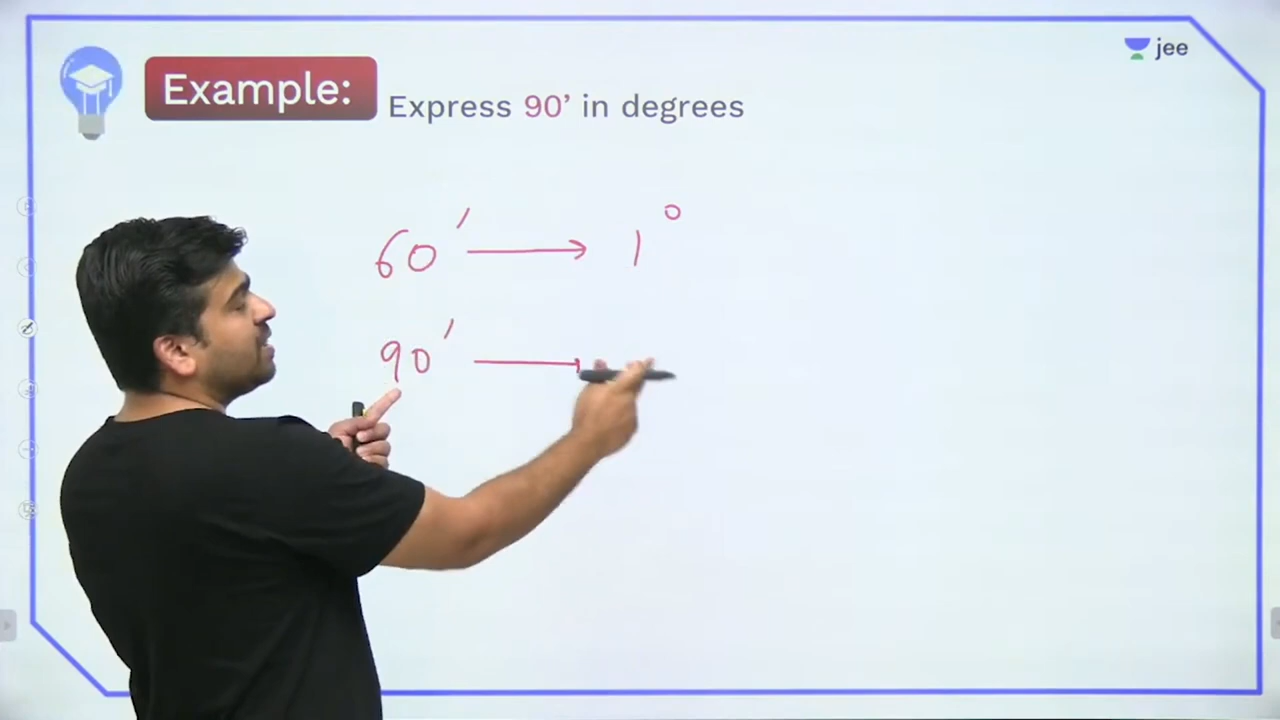 jee
Example: Express 90’ in degrees
60′ → 1°
90′ →